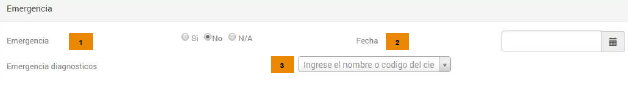 Emergencia
Emergencia 1 Si No N/A Fecha 2
Emergencia diagnosticos 3 Ingrese el nombre o codigo del cie